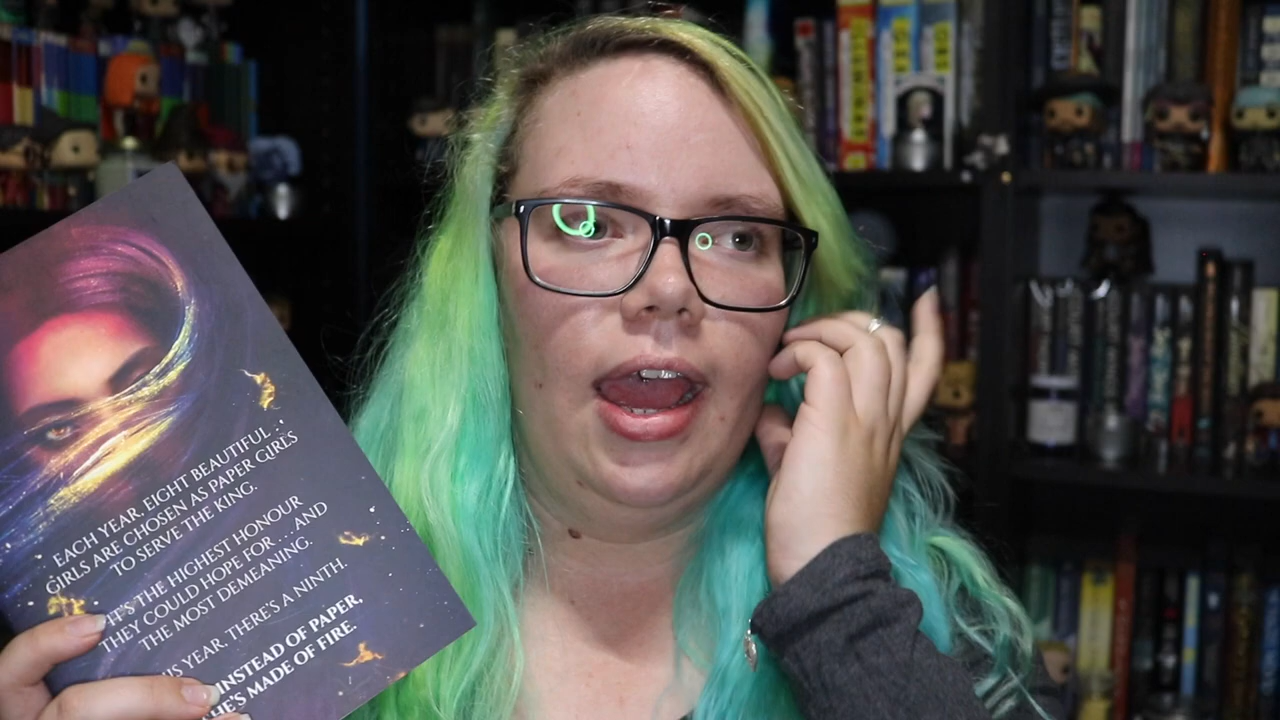 EACH YEAR, EIGHT BEAUTIFUL
GIRLS ARE CHOSEN AS PAPER GIRLS
TO SERVE THE KING.
IT'S THE HIGHEST HONOUR
THEY COULD HOPE FOR . . . AND
THE MOST DEMEANING.
THIS YEAR, THERE'S A NINTH.
INSTEAD OF PAPER,
SHE'S MADE OF FIRE.